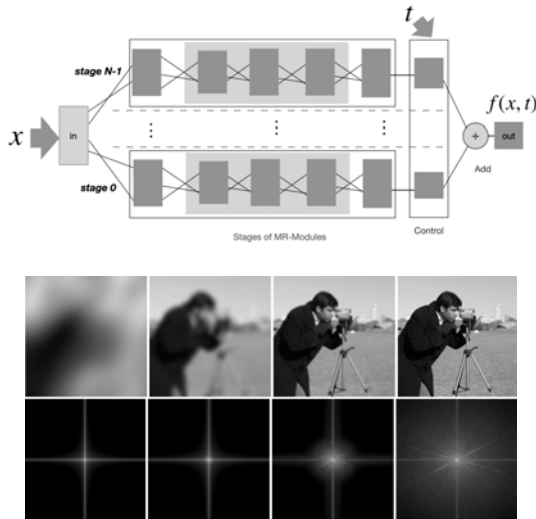 t
stage N-1
f(x, t)
x
in
+
out
Add
stage 0
Stages of MR-Modules
Control